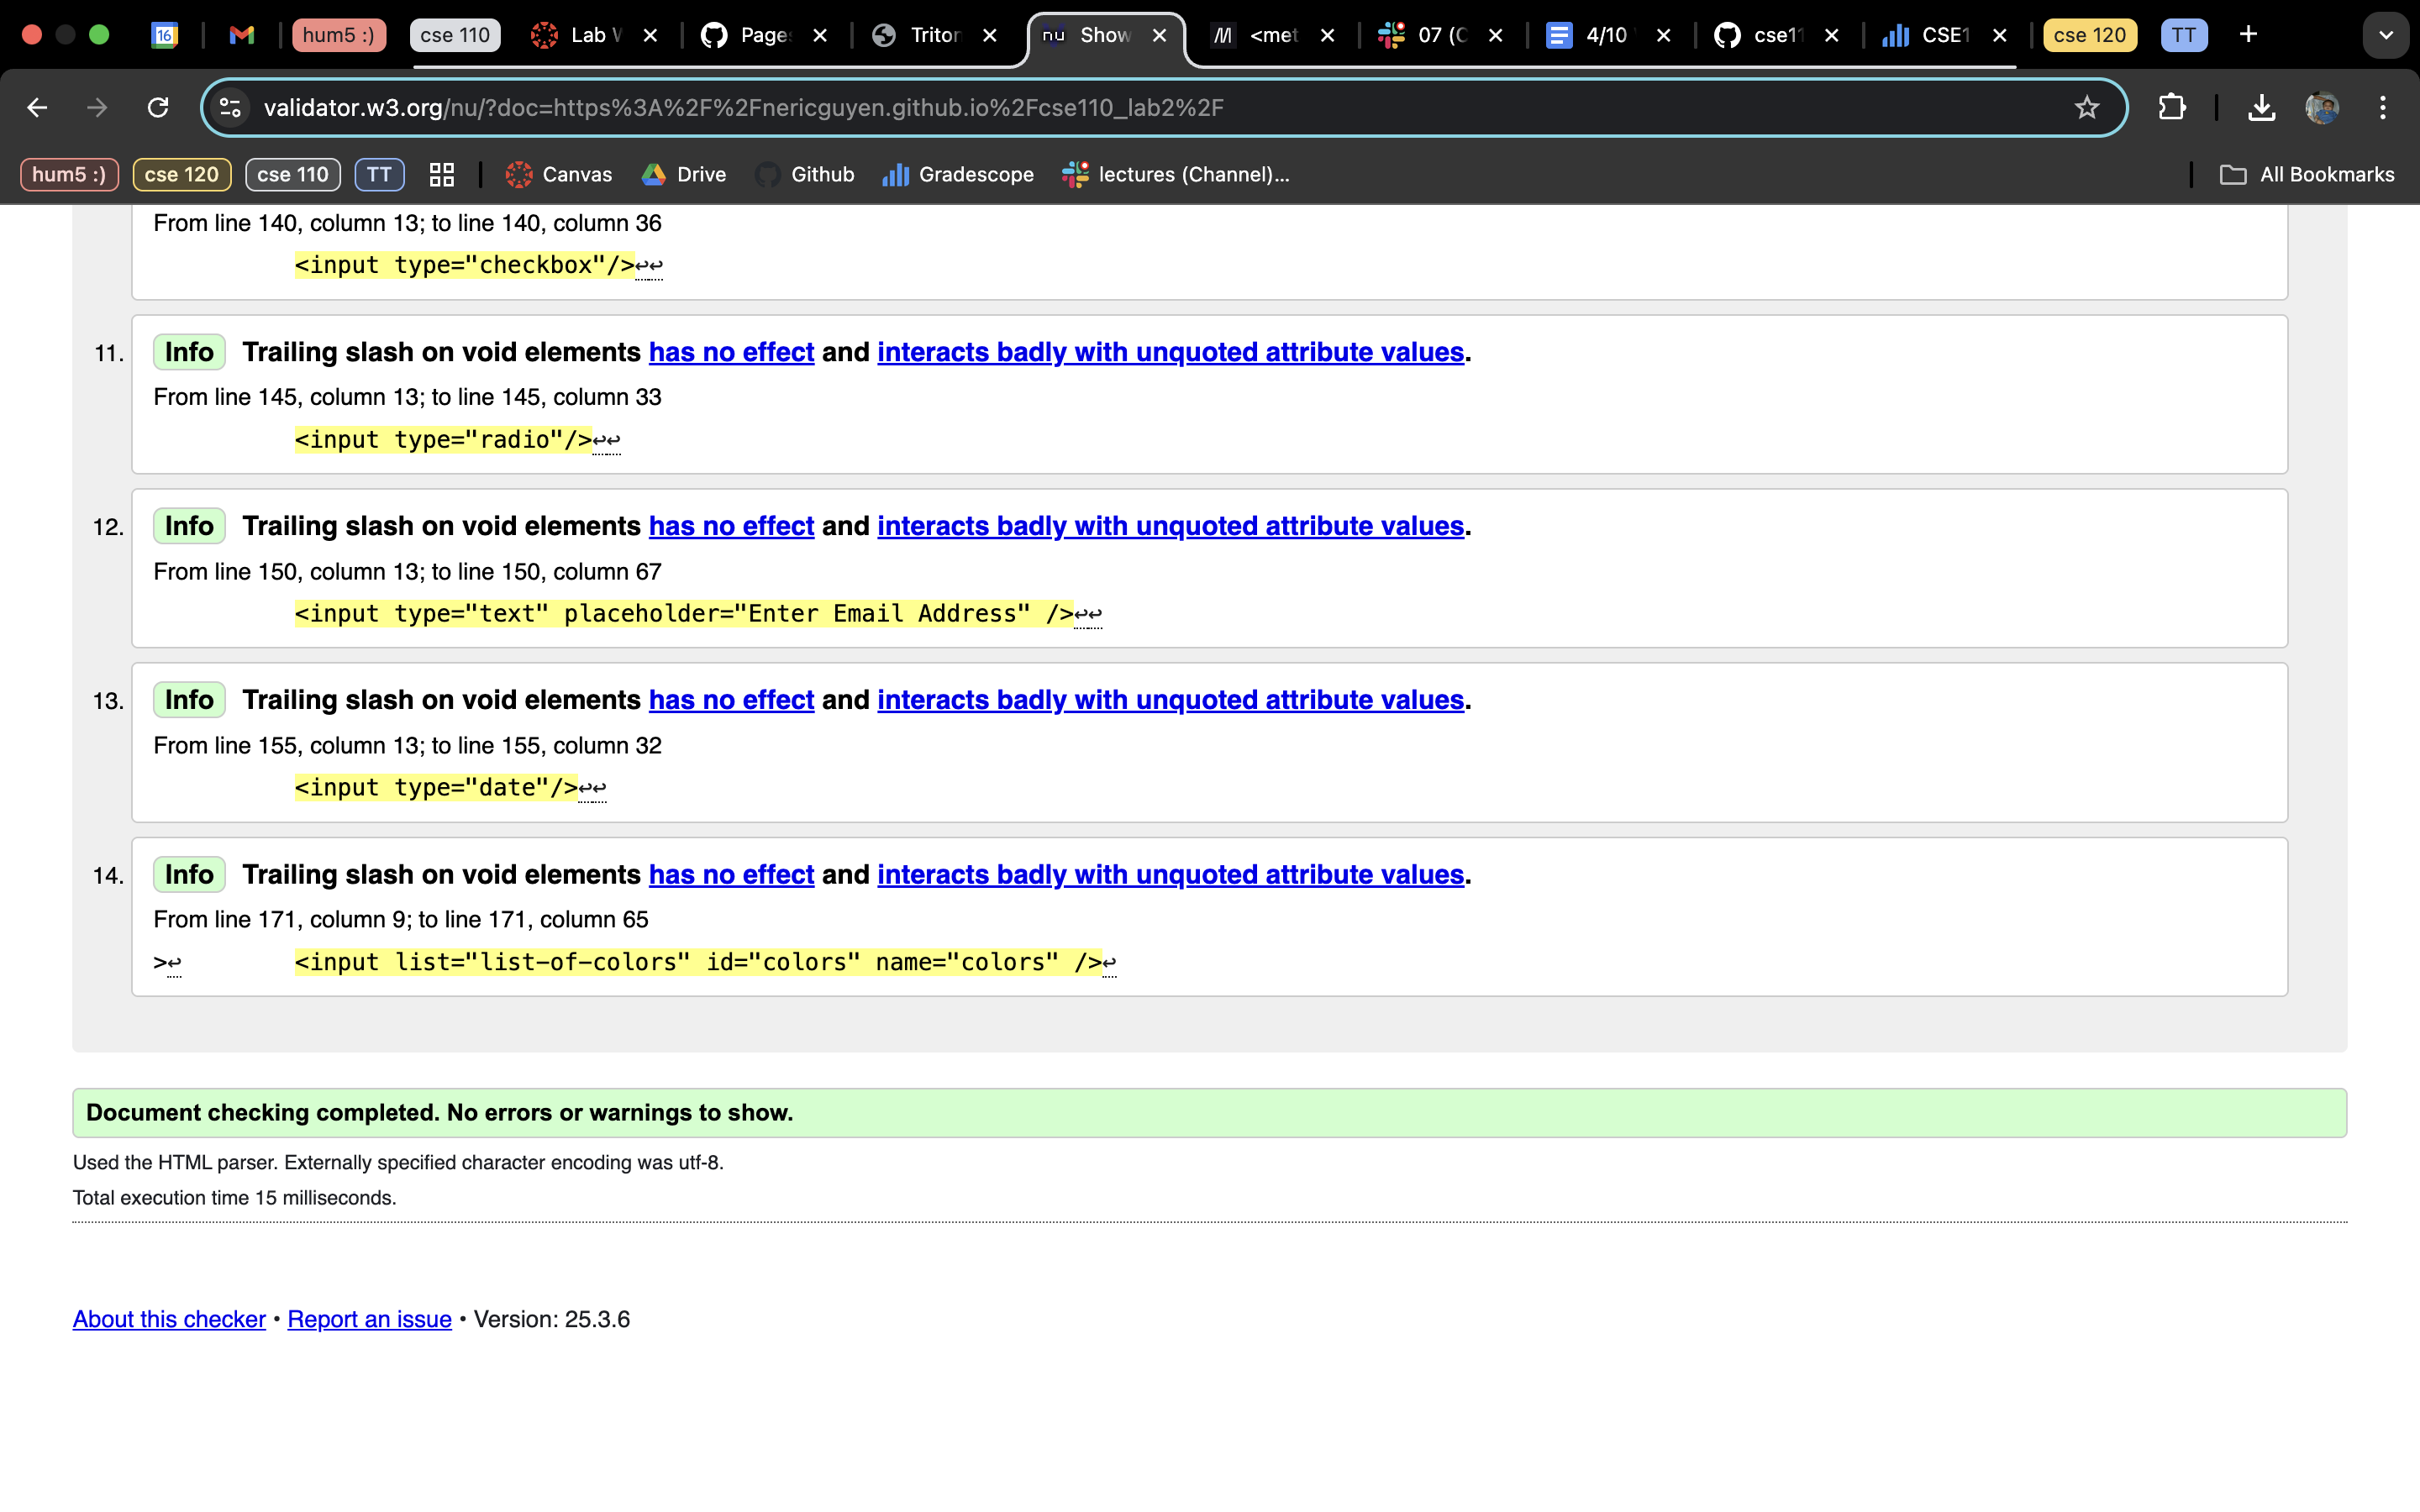 16 hum5 :) cse 110 Lab Page Triton nu Show <met 07 (C 4/10 cse11 CSE1 cse 120 TT
validator.w3.org/nu/?doc=https%3A%2F%2Fnericguyen.github.io%2Fcse110_lab2%2F
hum5 :) cse 120 cse 110 TT Canvas Drive Github Gradescope lectures (Channel)... All Bookmarks
From line 140, column 13; to line 140, column 36
<input type="checkbox"/>↩↩
11. Info Trailing slash on void elements has no effect and interacts badly with unquoted attribute values.
From line 145, column 13; to line 145, column 33
<input type="radio"/>↩↩
12. Info Trailing slash on void elements has no effect and interacts badly with unquoted attribute values.
From line 150, column 13; to line 150, column 67
<input type="text" placeholder="Enter Email Address" />↩↩
13. Info Trailing slash on void elements has no effect and interacts badly with unquoted attribute values.
From line 155, column 13; to line 155, column 32
<input type="date"/>↩↩
14. Info Trailing slash on void elements has no effect and interacts badly with unquoted attribute values.
From line 171, column 9; to line 171, column 65
>↩ <input list="list-of-colors" id="colors" name="colors" />↩
Document checking completed. No errors or warnings to show.
Used the HTML parser. Externally specified character encoding was utf-8.
Total execution time 15 milliseconds.
About this checker • Report an issue • Version: 25.3.6